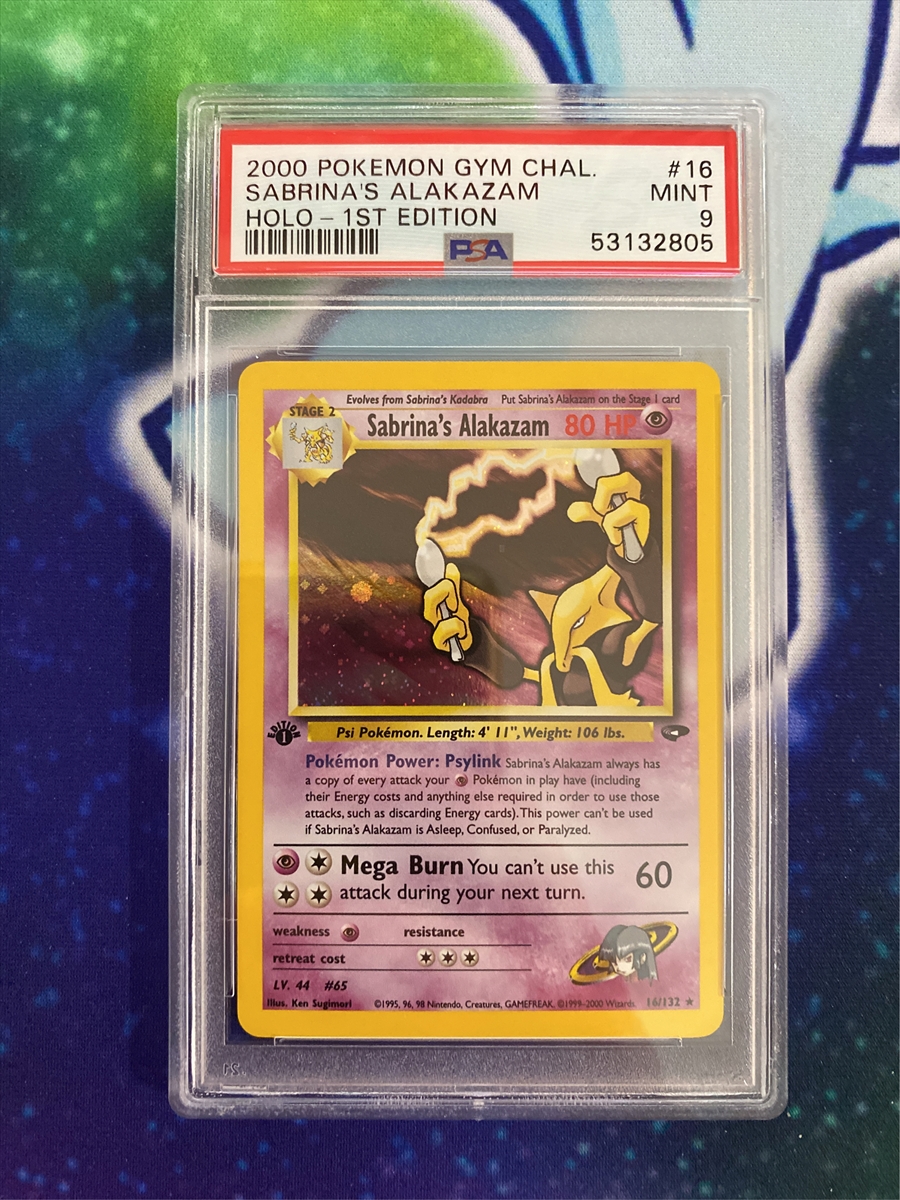 2000 POKEMON GYM CHAL. #16
SABRINA'S ALAKAZAM MINT
HOLO – 1ST EDITION 9
PSA 53132805
Evolves from Sabrina's Kadabra Put Sabrina's Alakazam on the Stage 1 card
STAGE 2
Sabrina's Alakazam 80 HP
EDITION 1
Psi Pokémon. Length: 4' 11", Weight: 106 lbs.
Pokémon Power: Psylink Sabrina's Alakazam always has
a copy of every attack your Pokémon in play have (including
their Energy costs and anything else required in order to use those
attacks, such as discarding Energy cards). This power can't be used
if Sabrina's Alakazam is Asleep, Confused, or Paralyzed.
Mega Burn You can't use this
attack during your next turn. 60
weakness resistance
retreat cost
LV. 44 #65
Illus. Ken Sugimori ©1995, 96, 98 Nintendo, Creatures, GAMEFREAK. ©1999-2000 Wizards. 16/132 ★